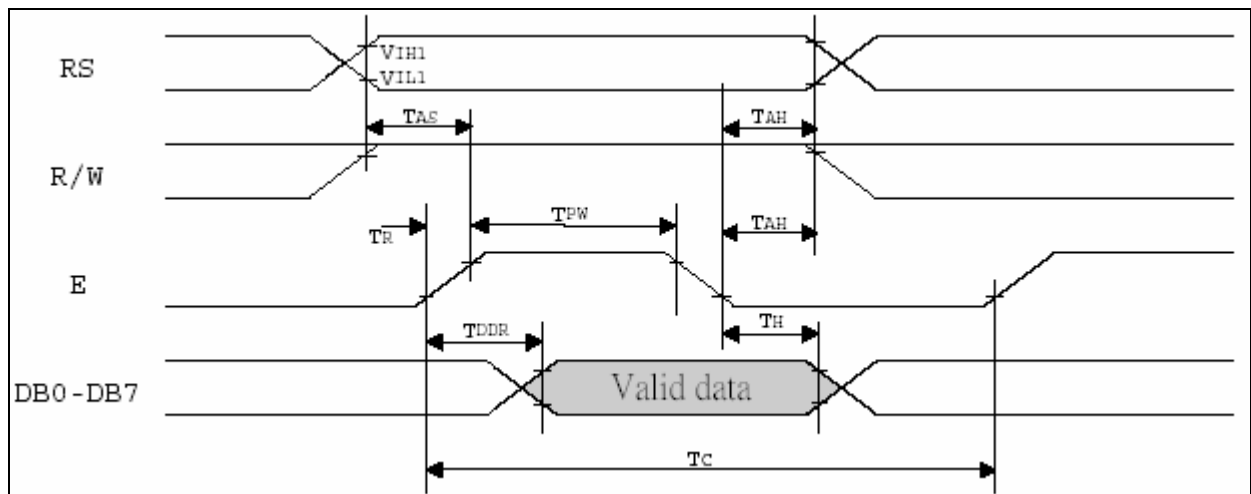 RS
VIH1
VIL1
TAS
TAH
R/W
TPW
TR
TAH
E
TDDR
TH
DB0-DB7
Valid data
TC